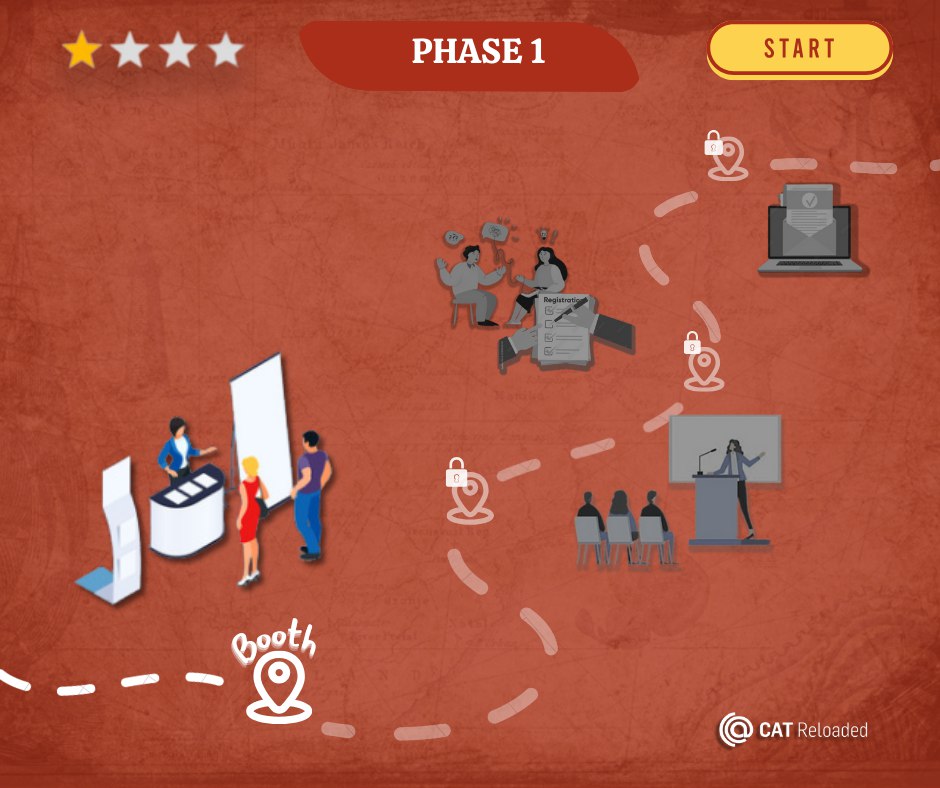 PHASE 1
START
Registration
Booth
CAT Reloaded